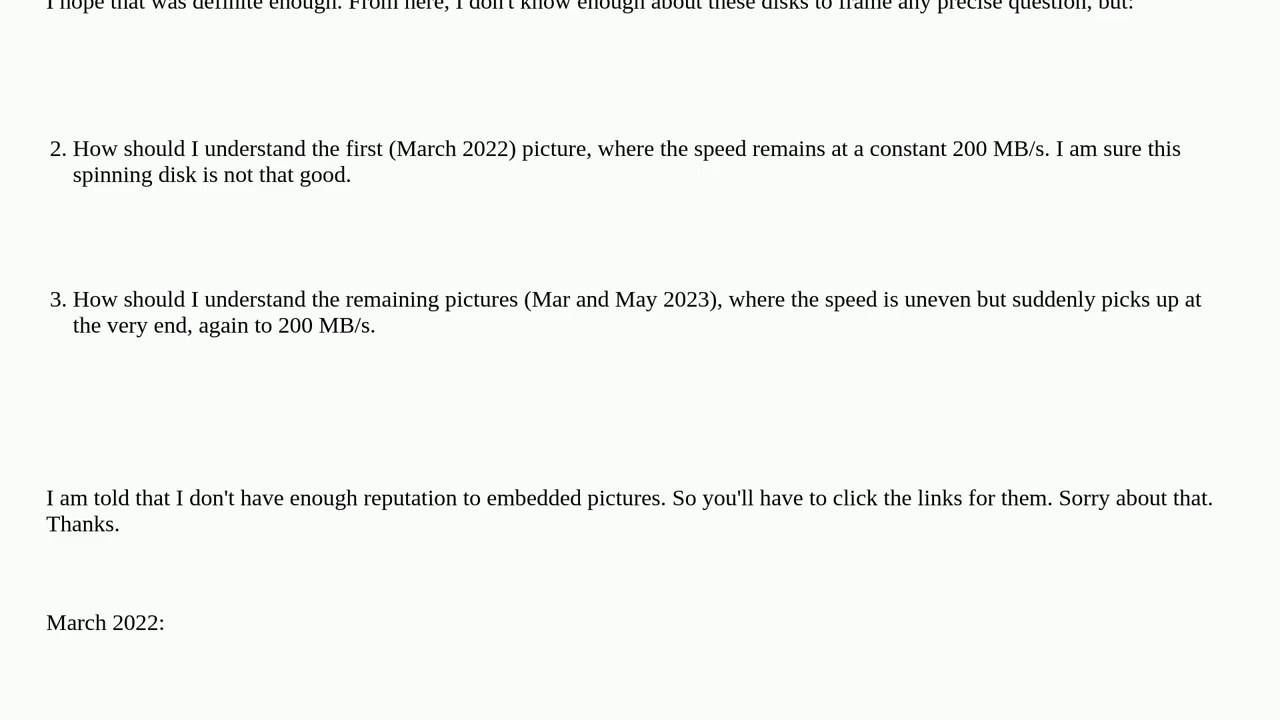 I hope that was definite enough. From here, I don't know enough about these disks to frame any precise question, but:
2. How should I understand the first (March 2022) picture, where the speed remains at a constant 200 MB/s. I am sure this
spinning disk is not that good.
3. How should I understand the remaining pictures (Mar and May 2023), where the speed is uneven but suddenly picks up at
the very end, again to 200 MB/s.
I am told that I don't have enough reputation to embedded pictures. So you'll have to click the links for them. Sorry about that.
Thanks.
March 2022: